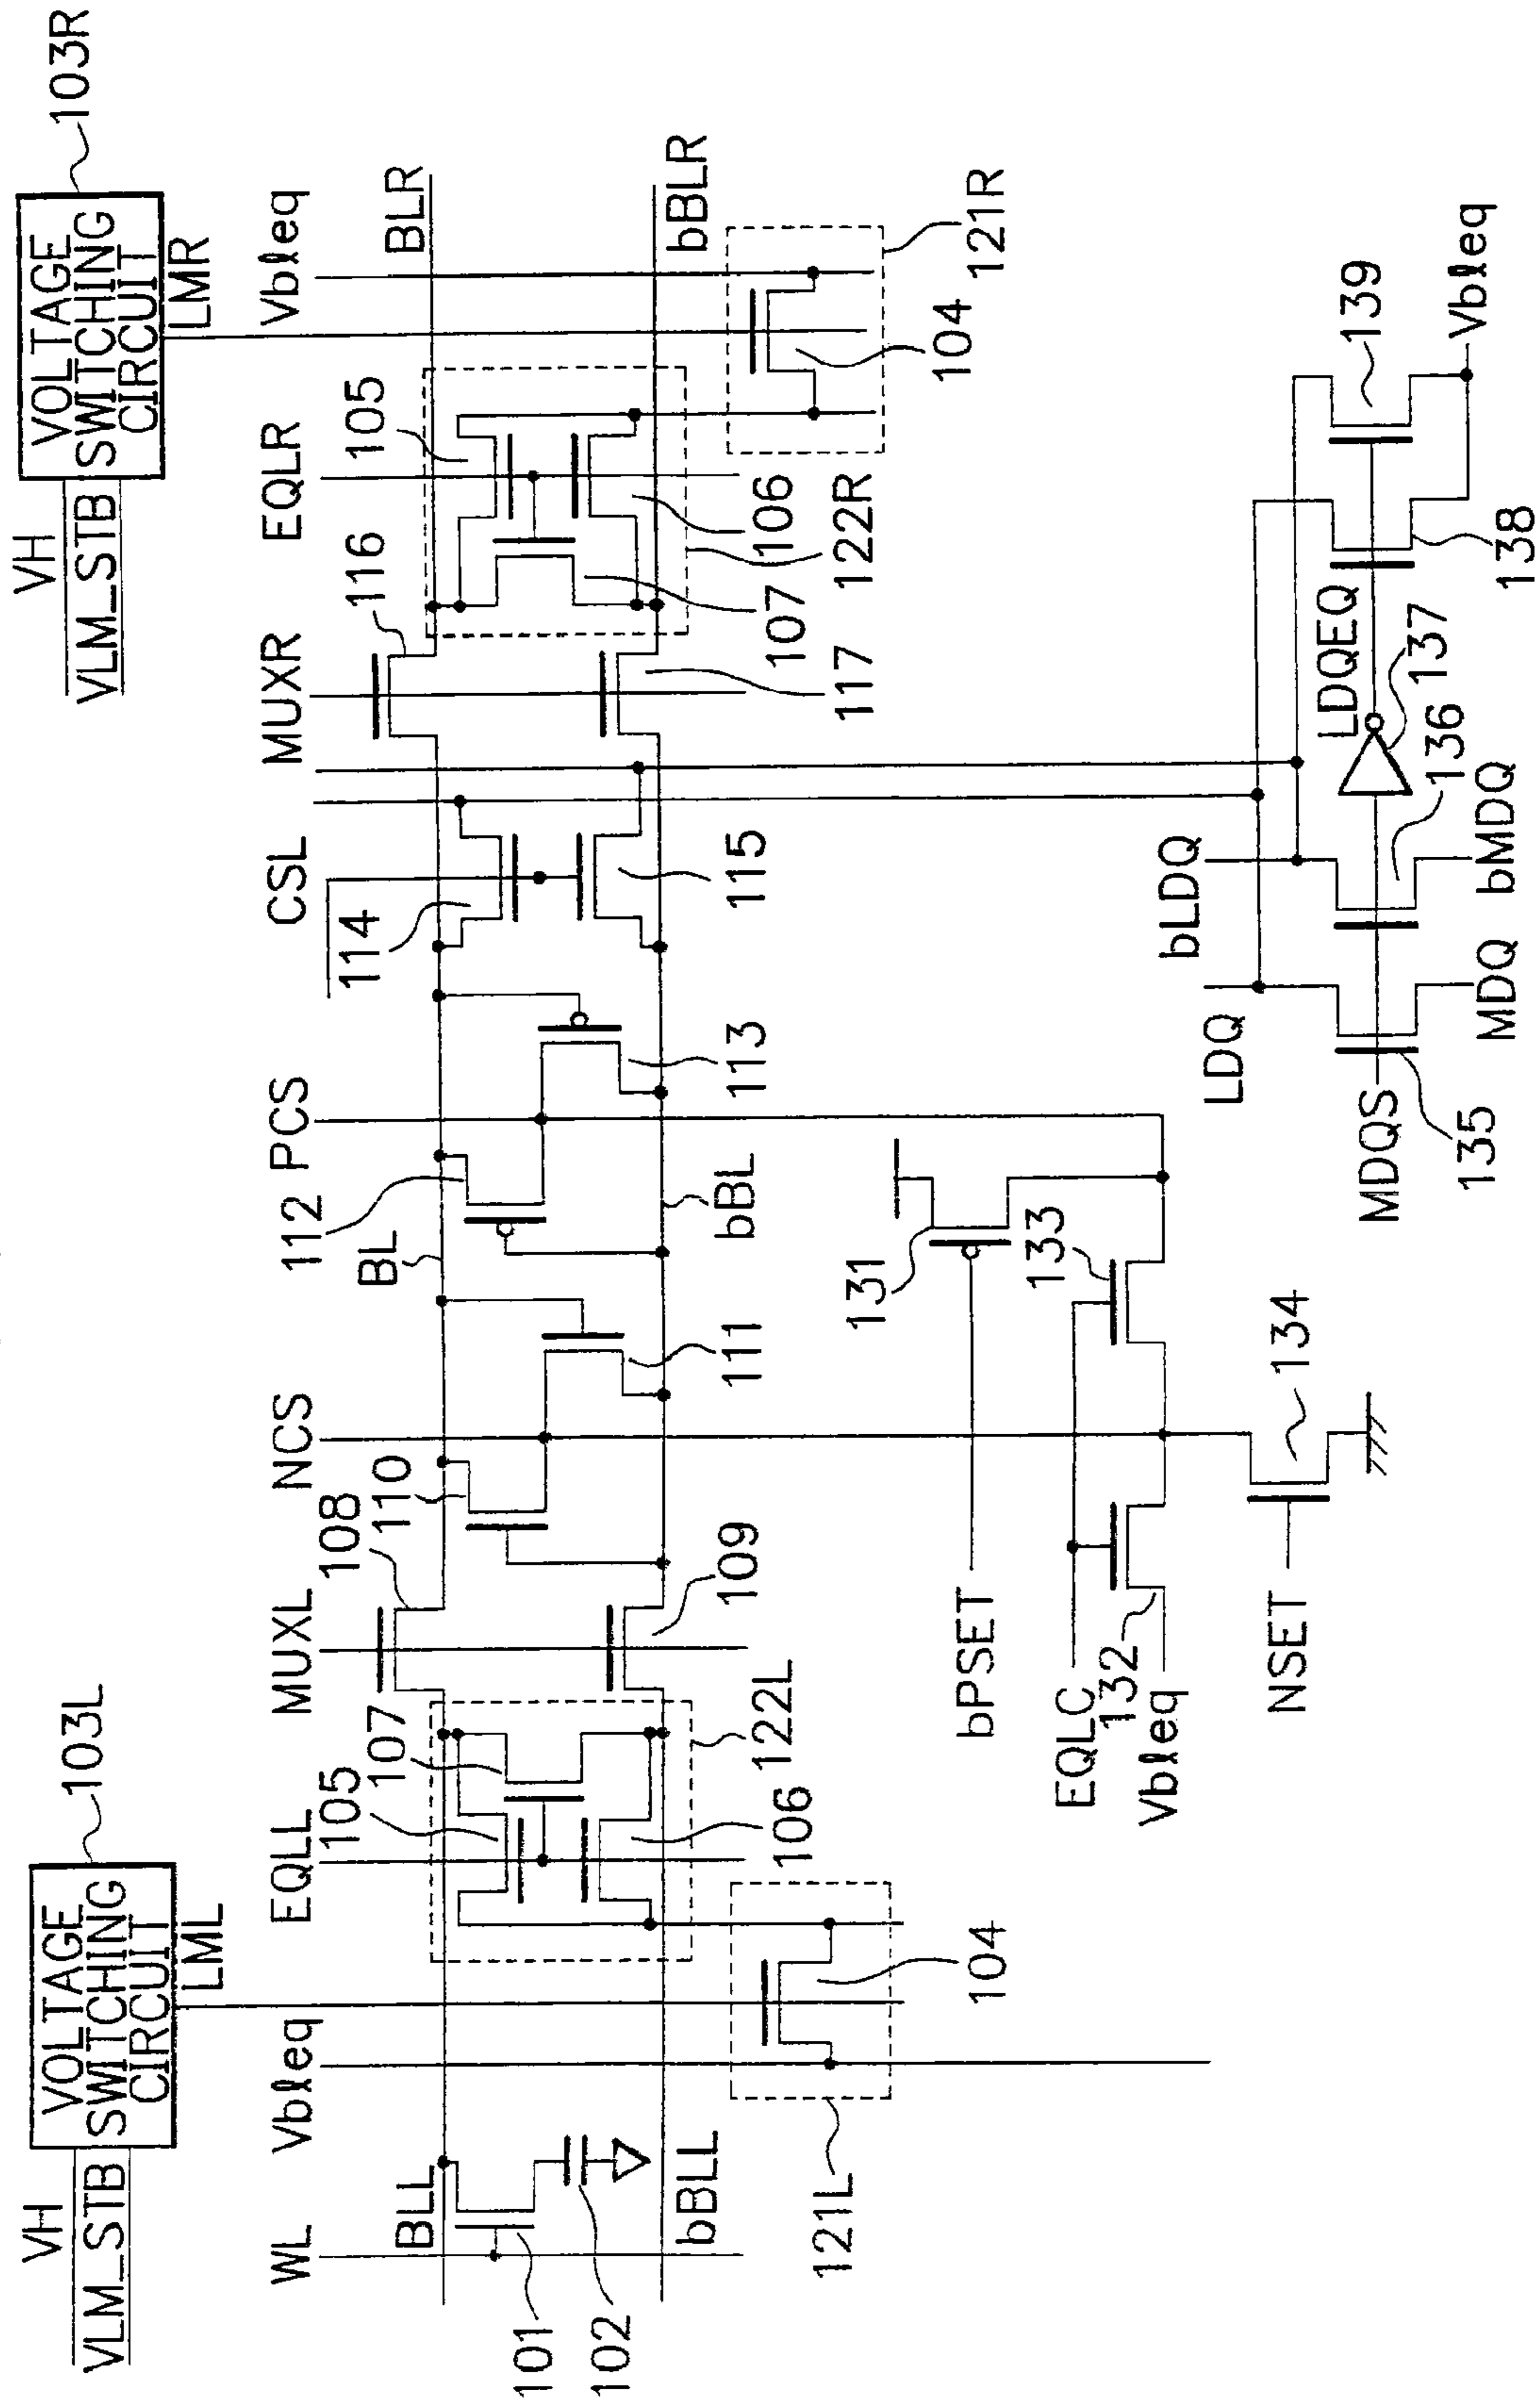 VH
VLM_STB
VOLTAGE
SWITCHING
CIRCUIT
LML
103L
VH
VLM_STB
VOLTAGE
SWITCHING
CIRCUIT
LMR
103R
WL
Vbℓeq
EQLL
105
107
MUXL
108
110
NCS
BL
112
PCS
114
CSL
MUXR
116
EQLR
105
Vbℓeq
BLL
BLR
101
102
bBLL
121L
104
106
122L
109
111
bBL
113
115
117
107
122R
106
104
121R
bBLR
bPSET
131
EQLC
132
133
Vbℓeq
NSET
134
LDQ
bLDQ
LDQEQ
139
Vbℓeq
MDQS
135
MDQ
136
bMDQ
137
138